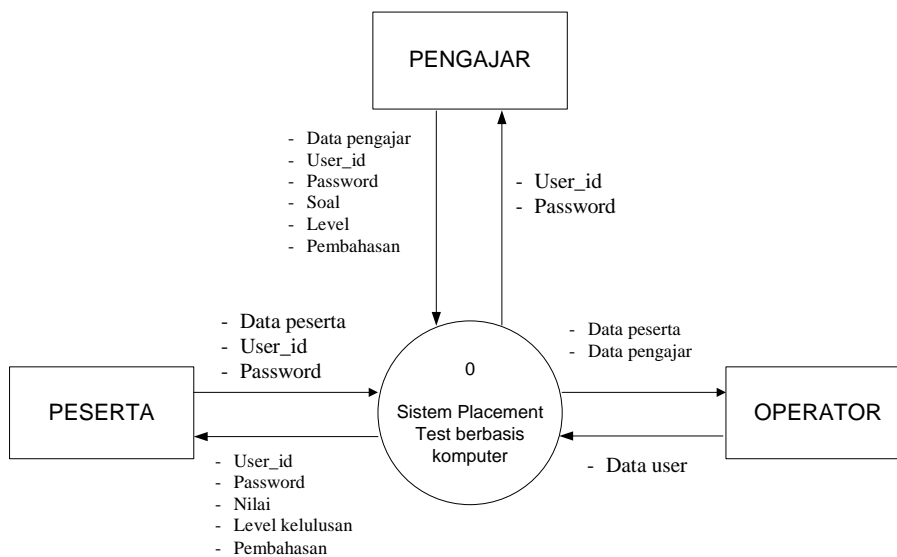 PENGAJAR
- Data pengajar
- User_id
- Password
- Soal
- Level
- Pembahasan
- User_id
- Password
- Data peserta
- User_id
- Password
- Data peserta
- Data pengajar
PESERTA
0
Sistem Placement
Test berbasis
komputer
OPERATOR
- User_id
- Password
- Nilai
- Level kelulusan
- Pembahasan
- Data user